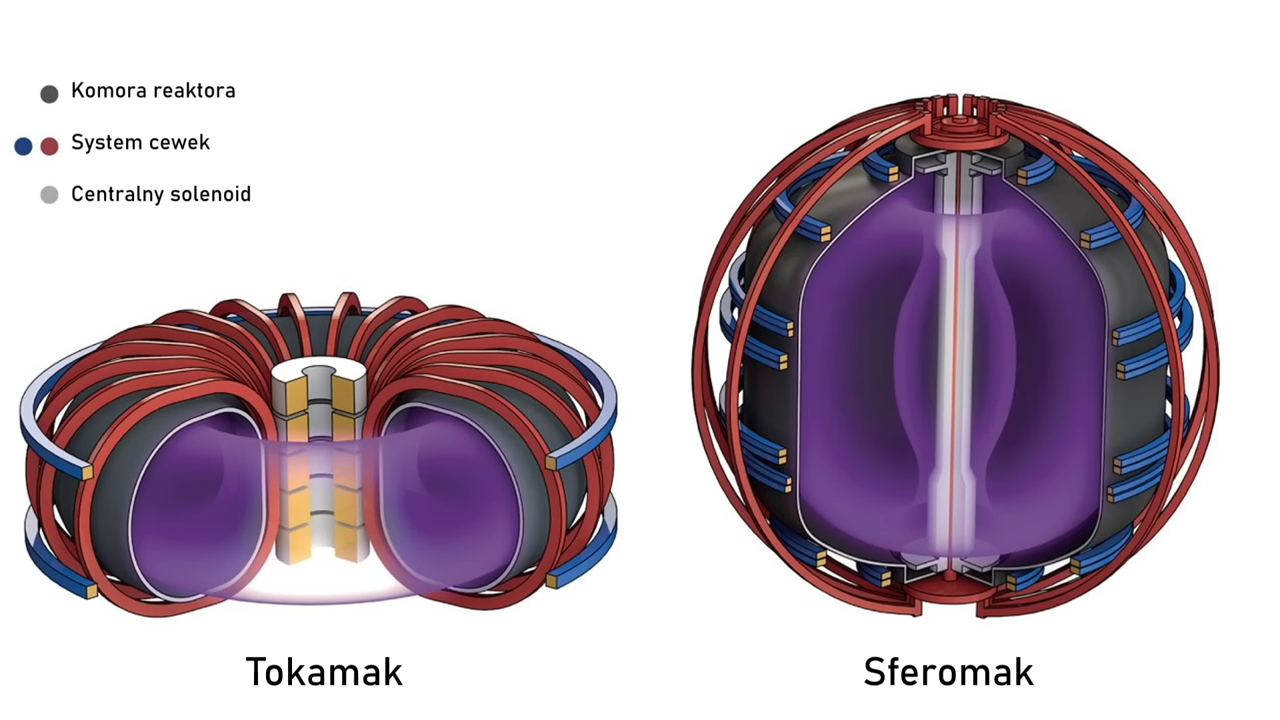 Komora reaktora
System cewek
Centralny solenoid
Tokamak
Sferomak